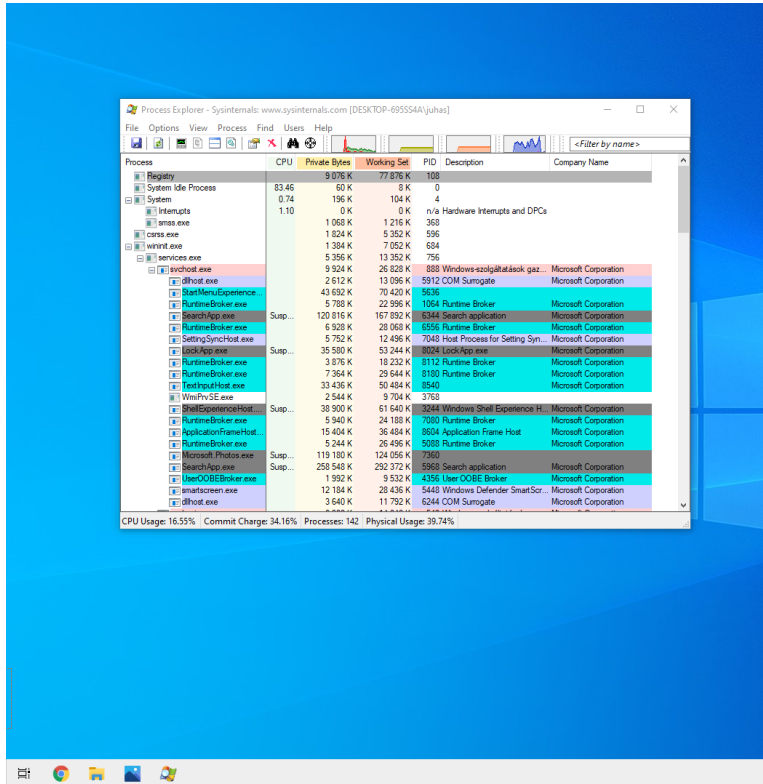 Process Explorer - Sysinternals: www.sysinternals.com [DESKTOP-695SS4A\juhas]
File Options View Process Find Users Help
<Filter by name>
Process CPU Private Bytes Working Set PID Description Company Name
Registry 9 076 K 77 876 K 108
System Idle Process 83.46 60 K 8 K 0
System 0.74 196 K 104 K 4
Interrupts 1.10 0 K 0 K n/a Hardware Interrupts and DPCs
smss.exe 1 068 K 1 216 K 368
csrss.exe 1 824 K 5 352 K 596
wininit.exe 1 384 K 7 052 K 684
services.exe 5 356 K 13 352 K 756
svchost.exe 9 924 K 26 828 K 888 Windows-szolgáltatások gaz... Microsoft Corporation
dllhost.exe 2 612 K 13 096 K 5912 COM Surrogate Microsoft Corporation
StartMenuExperience... 43 692 K 70 420 K 5636
RuntimeBroker.exe 5 788 K 22 996 K 1064 Runtime Broker Microsoft Corporation
SearchApp.exe Susp... 120 816 K 167 892 K 6344 Search application Microsoft Corporation
RuntimeBroker.exe 6 928 K 28 068 K 6556 Runtime Broker Microsoft Corporation
SettingSyncHost.exe 5 752 K 12 496 K 7048 Host Process for Setting Syn... Microsoft Corporation
LockApp.exe Susp... 35 580 K 53 244 K 8024 LockApp.exe Microsoft Corporation
RuntimeBroker.exe 3 876 K 18 232 K 8112 Runtime Broker Microsoft Corporation
RuntimeBroker.exe 7 364 K 29 644 K 8180 Runtime Broker Microsoft Corporation
TextInputHost.exe 33 436 K 50 484 K 8540 Microsoft Corporation
WmiPrvSE.exe 2 544 K 9 704 K 3768
ShellExperienceHost.... Susp... 38 900 K 61 640 K 3244 Windows Shell Experience H... Microsoft Corporation
RuntimeBroker.exe 5 940 K 24 188 K 7080 Runtime Broker Microsoft Corporation
ApplicationFrameHost... 15 404 K 36 484 K 8604 Application Frame Host Microsoft Corporation
RuntimeBroker.exe 5 244 K 26 496 K 5088 Runtime Broker Microsoft Corporation
Microsoft.Photos.exe Susp... 119 180 K 124 056 K 7360
SearchApp.exe Susp... 258 548 K 292 372 K 5968 Search application Microsoft Corporation
UserOOBEBroker.exe 1 992 K 9 532 K 4356 User OOBE Broker Microsoft Corporation
smartscreen.exe 12 184 K 28 436 K 5448 Windows Defender SmartScr... Microsoft Corporation
dllhost.exe 3 640 K 11 792 K 6244 COM Surrogate Microsoft Corporation
CPU Usage: 16.55% Commit Charge: 34.16% Processes: 142 Physical Usage: 39.74%